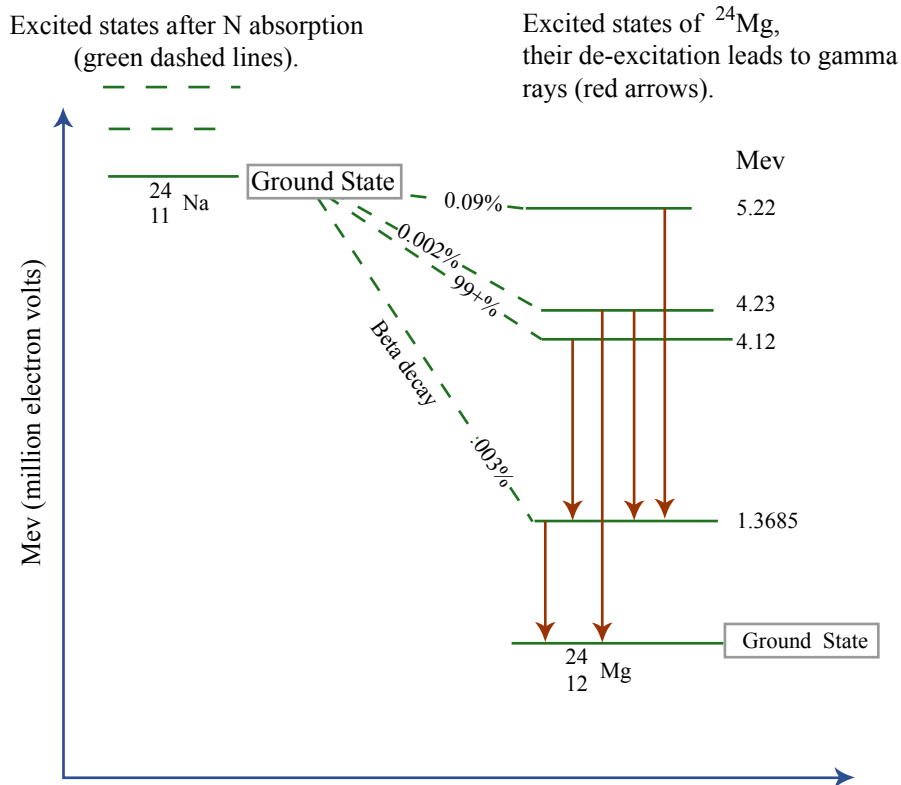 Excited states after N absorption
(green dashed lines).
Excited states of ²⁴Mg,
their de-excitation leads to gamma
rays (red arrows).
Mev
24
11 Na
Ground State
0.09%
5.22
0.002%
4.23
99+%
4.12
Beta decay
.003%
1.3685
Mev (million electron volts)
Ground State
24
12 Mg